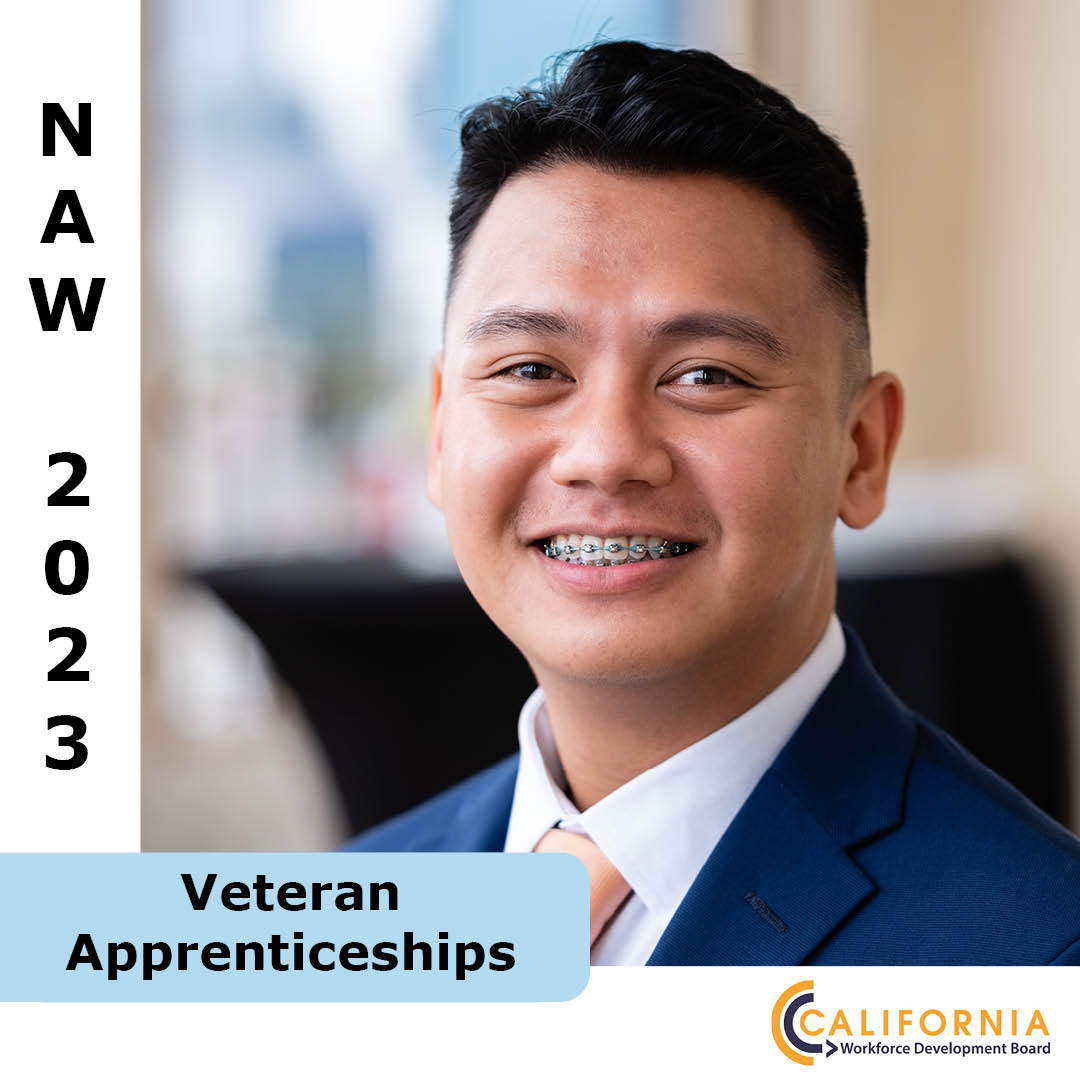 NAW 2023
Veteran
Apprenticeships
CALIFORNIA
Workforce Development Board